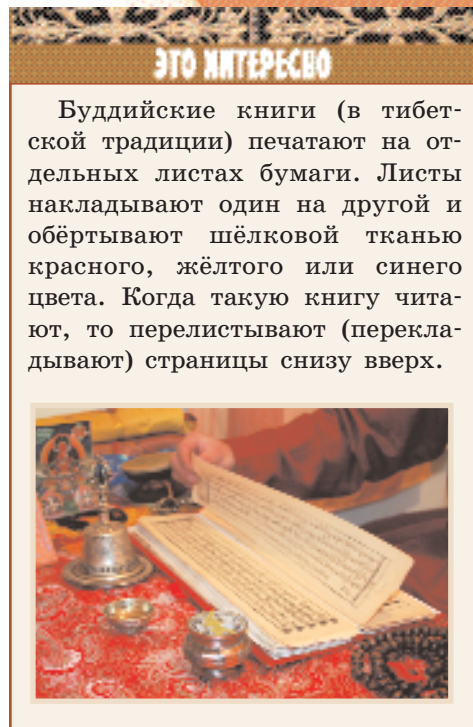 ЭТО ИНТЕРЕСНО
Буддийские книги (в тибет-
ской традиции) печатают на от-
дельных листах бумаги. Листы
накладывают один на другой и
обёртывают шёлковой тканью
красного, жёлтого или синего
цвета. Когда такую книгу чита-
ют, то перелистывают (перекла-
дывают) страницы снизу вверх.